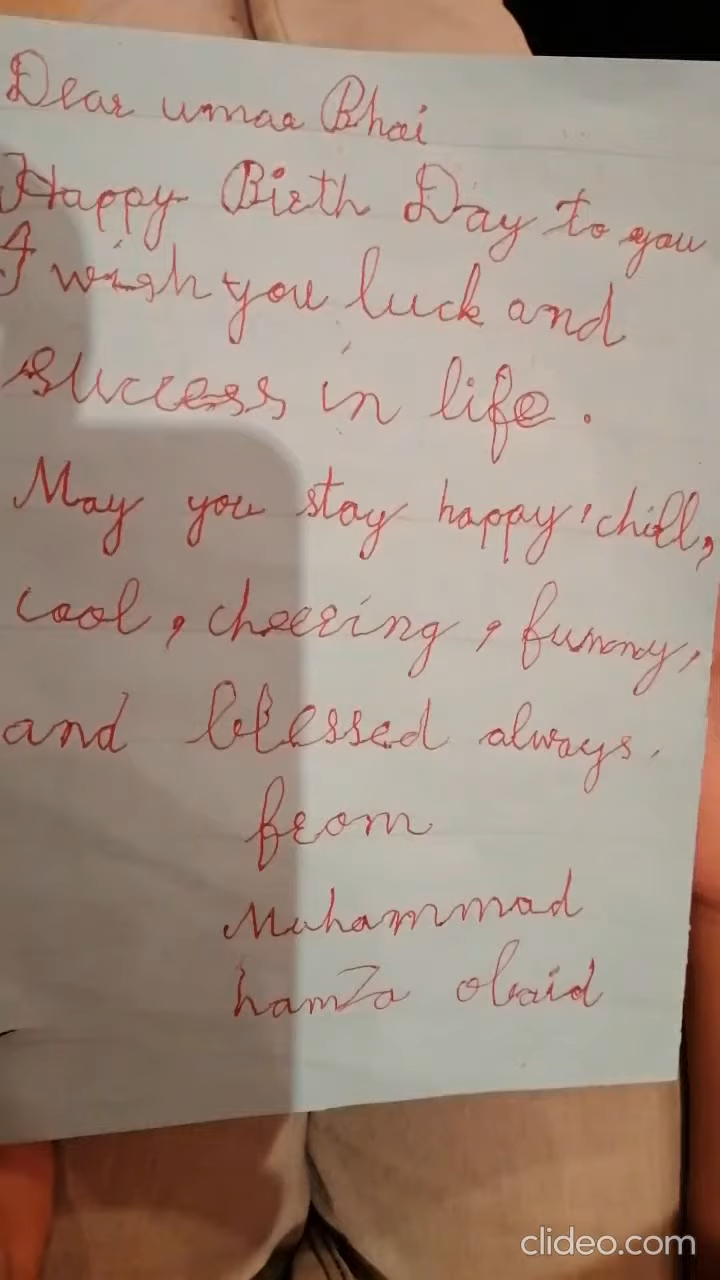 Dear umar Bhai
Happy Birth Day to you
I wish you luck and
success in life.
May you stay happy, chill,
cool, cheering, funny,
and blessed always.
from
Muhammad
hamza obaid
clideo.com